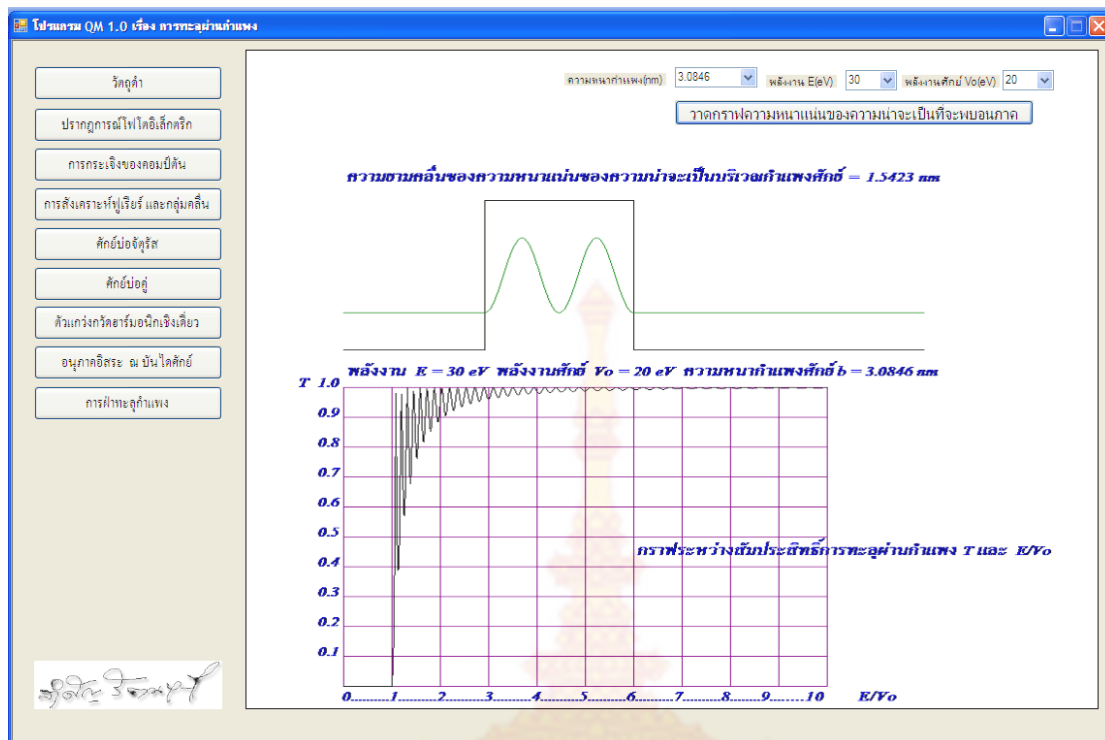 โปรแกรม QM 1.0 เรื่อง การทะลุผ่านกำแพง
วัตถุดำ
ปรากฏการณ์โฟโตอิเล็กตริก
การกระเจิงของคอมป์ตัน
การสังเคราะห์ฟูเรียร์ และกลุ่มคลื่น
ศักย์บ่อจัตุรัส
ศักย์บ่อคู่
ตัวแกว่งกวัดฮาร์มอนิกเชิงเดี่ยว
อนุภาคอิสระ ณ บันไดศักย์
การฝ่าทะลุกำแพง
ความหนากำแพง(nm) 3.0846 พลังงาน E(eV) 30 พลังงานศักย์ Vo(eV) 20
วาดกราฟความหนาแน่นของความน่าจะเป็นที่จะพบอนภาค
ความยาวคลื่นของความหนาแน่นของความน่าจะเป็นบริเวณกำแพงศักย์ = 1.5423 nm
พลังงาน E = 30 eV พลังงานศักย์ Vo = 20 eV ความหนากำแพงศักย์ b = 3.0846 nm
T 1.0
0.9
0.8
0.7
0.6
0.5
กราฟระหว่างสัมประสิทธิ์การทะลุผ่านกำแพง T และ E/Vo
0.4
0.3
0.2
0.1
0.........1.........2.........3.........4.........5.........6.........7.........8.........9.........10 E/Vo